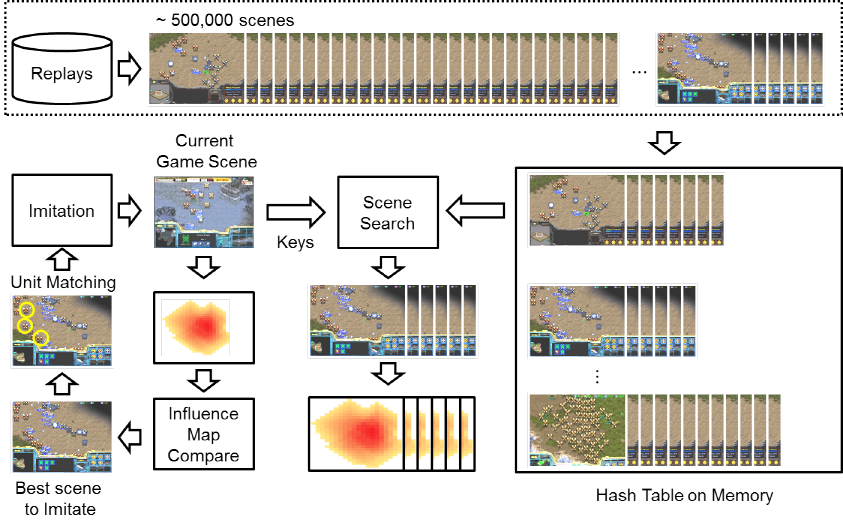 ~ 500,000 scenes
Replays
...
Current
Game Scene
Imitation
Scene
Search
Keys
Unit Matching
Influence
Map
Compare
Best scene
to Imitate
Hash Table on Memory